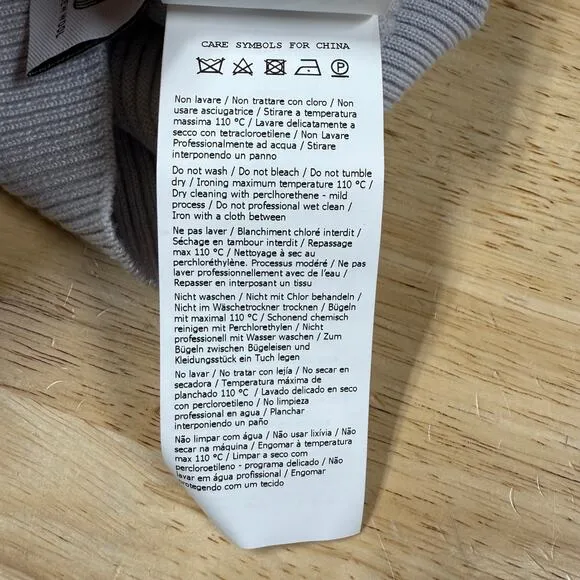 CARE SYMBOLS FOR CHINA
P
Non lavare / Non trattare con cloro / Non
usare asciugatrice / Stirare a temperatura
massima 110 °C / Lavare delicatamente a
secco con tetracloroetilene / Non Lavare
Professionalmente ad acqua / Stirare
interponendo un panno
Do not wash / Do not bleach / Do not tumble
dry / Ironing maximum temperature 110 °C /
Dry cleaning with perclhorethene - mild
process / Do not professional wet clean /
Iron with a cloth between
Ne pas laver / Blanchiment chloré interdit /
Séchage en tambour interdit / Repassage
max 110 °C / Nettoyage à sec au
perchloréthylène. Processus modéré / Ne pas
laver professionnellement avec de l'eau /
Repasser en interposant un tissu
Nicht waschen / Nicht mit Chlor behandeln /
Nicht im Wäschetrockner trocknen / Bügeln
mit maximal 110 °C / Schonend chemisch
reinigen mit Perchlorethylen / Nicht
professionell mit Wasser waschen / Zum
Bügeln zwischen Bügeleisen und
Kleidungsstück ein Tuch legen
No lavar / No tratar con lejía / No secar en
secadora / Temperatura máxima de
planchado 110 °C / Lavado delicado en seco
con percloroetileno / No limpieza
profesional en agua / Planchar
interponiendo un paño
Não limpar com água / Não usar lixívia / Não
secar na máquina / Engomar à temperatura
max 110 °C / Limpar a seco com
percloroetileno - programa delicado / Não
lavar em água profissional / Engomar
protegendo com um tecido